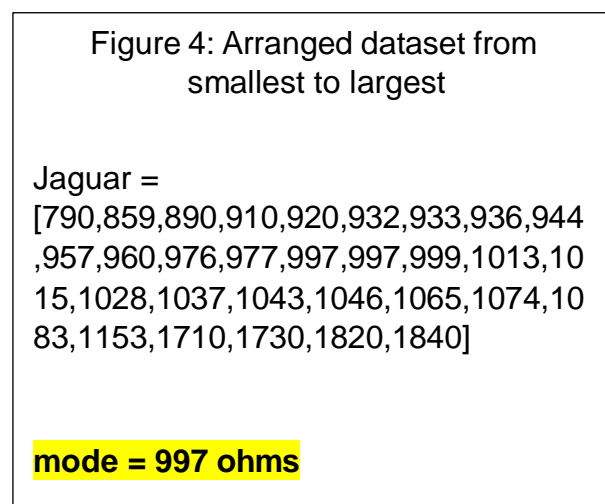 Figure 4: Arranged dataset from
smallest to largest
Jaguar =
[790,859,890,910,920,932,933,936,944
,957,960,976,977,997,997,999,1013,10
15,1028,1037,1043,1046,1065,1074,10
83,1153,1710,1730,1820,1840]
mode = 997 ohms